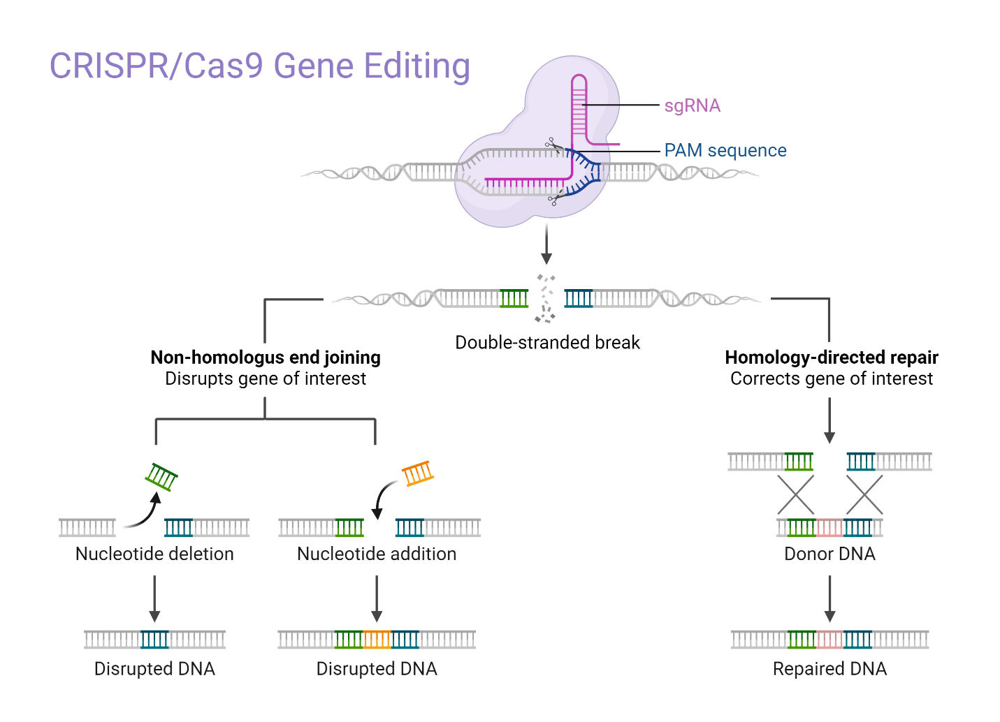 CRISPR/Cas9 Gene Editing
sgRNA
PAM sequence
Double-stranded break
Non-homologus end joining
Disrupts gene of interest
Homology-directed repair
Corrects gene of interest
Nucleotide deletion
Nucleotide addition
Donor DNA
Disrupted DNA
Disrupted DNA
Repaired DNA